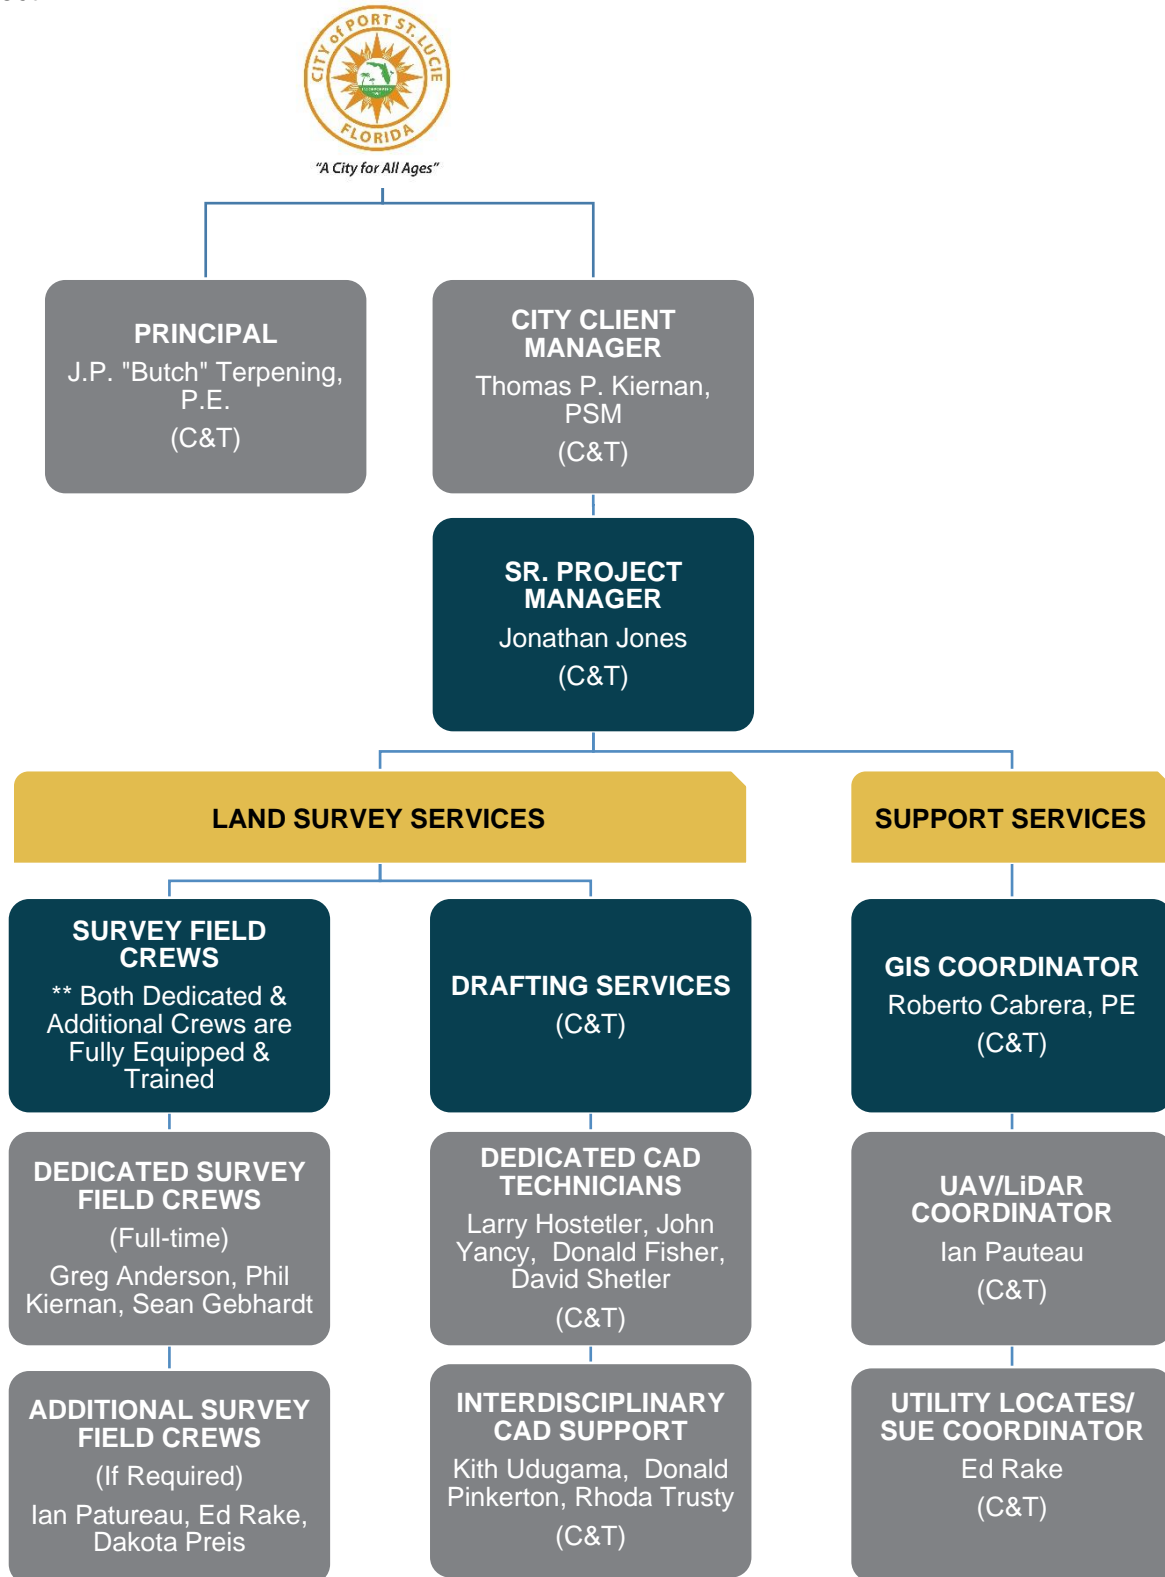 CITY of PORT ST. LUCIE
FLORIDA
"A City for All Ages"
PRINCIPAL
J.P. "Butch" Terpening,
P.E.
(C&T)
CITY CLIENT
MANAGER
Thomas P. Kiernan,
PSM
(C&T)
SR. PROJECT
MANAGER
Jonathan Jones
(C&T)
LAND SURVEY SERVICES
SUPPORT SERVICES
SURVEY FIELD
CREWS
** Both Dedicated &
Additional Crews are
Fully Equipped &
Trained
DRAFTING SERVICES
(C&T)
GIS COORDINATOR
Roberto Cabrera, PE
(C&T)
DEDICATED SURVEY
FIELD CREWS
(Full-time)
Greg Anderson, Phil
Kiernan, Sean Gebhardt
DEDICATED CAD
TECHNICIANS
Larry Hostetler, John
Yancy,  Donald Fisher,
David Shetler
(C&T)
UAV/LiDAR
COORDINATOR
Ian Pauteau
(C&T)
ADDITIONAL SURVEY
FIELD CREWS
(If Required)
Ian Patureau, Ed Rake,
Dakota Preis
INTERDISCIPLINARY
CAD SUPPORT
Kith Udugama,  Donald
Pinkerton, Rhoda Trusty
(C&T)
UTILITY LOCATES/
SUE COORDINATOR
Ed Rake
(C&T)